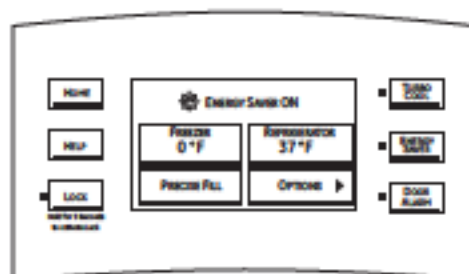 HOME
HELP
LOCK
ENERGY SAVER ON
FREEZER
0 °F
REFRIGERATOR
37 °F
PRECISE FILL
OPTIONS
TURBO
COOL
ENERGY
SAVER
DOOR
ALARM